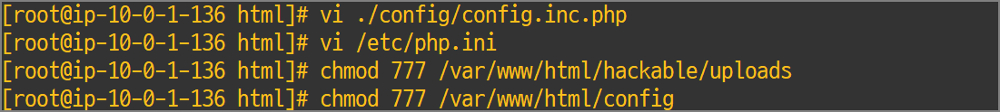 [root@ip-10-0-1-136 html]# vi ./config/config.inc.php
[root@ip-10-0-1-136 html]# vi /etc/php.ini
[root@ip-10-0-1-136 html]# chmod 777 /var/www/html/hackable/uploads
[root@ip-10-0-1-136 html]# chmod 777 /var/www/html/config